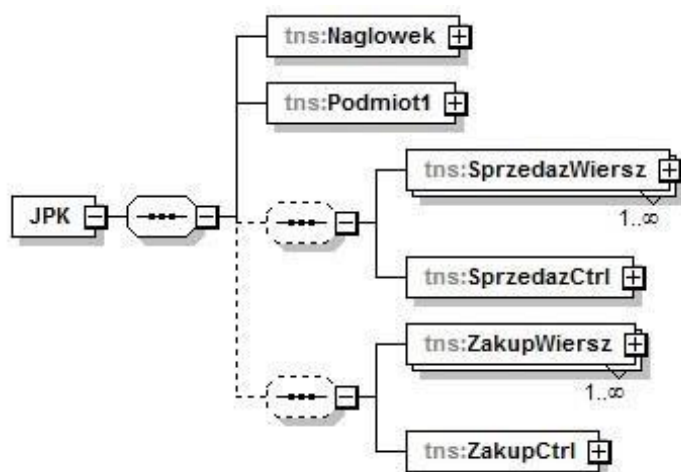 tns:Naglowek
tns:Podmiot1
tns:SprzedazWiersz
JPK
1..∞
tns:SprzedazCtrl
tns:ZakupWiersz
1..∞
tns:ZakupCtrl